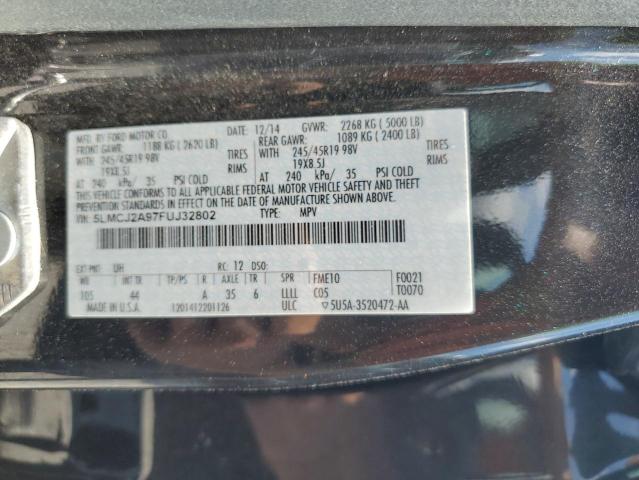 MFD. BY FORD MOTOR CO.
DATE: 12/14 GVWR: 2268 KG ( 5000 LB)
FRONT GAWR: 1188 KG ( 2620 LB) REAR GAWR: 1089 KG ( 2400 LB)
WITH 245/45R19 98V TIRES WITH 245/45R19 98V TIRES
19X8.5J RIMS 19X8.5J RIMS
AT 240 kPa/ 35 PSI COLD AT 240 kPa/ 35 PSI COLD
THIS VEHICLE CONFORMS TO ALL APPLICABLE FEDERAL MOTOR VEHICLE SAFETY AND THEFT
PREVENTION STANDARDS IN EFFECT ON THE DATE OF MANUFACTURE SHOWN ABOVE.
VIN: 5LMCJ2A97FUJ32802 TYPE: MPV
EXT PNT: UH RC: 12 DSO:
WB INT TR TP/PS R AXLE TR SPR FME10 F0021
105 44 A 35 6 LLLL C05 T0070
MADE IN U.S.A. 1201412201126 ULC ▽5U5A-3520472-AA